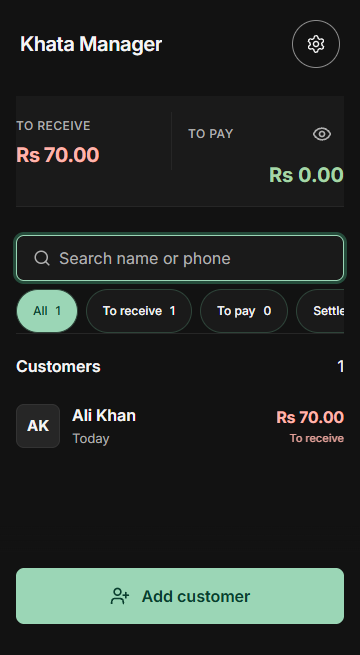 Khata Manager
TO RECEIVE
Rs 70.00
TO PAY
Rs 0.00
Search name or phone
All 1
To receive 1
To pay 0
Settle
Customers 1
AK
Ali Khan
Today
Rs 70.00
To receive
Add customer